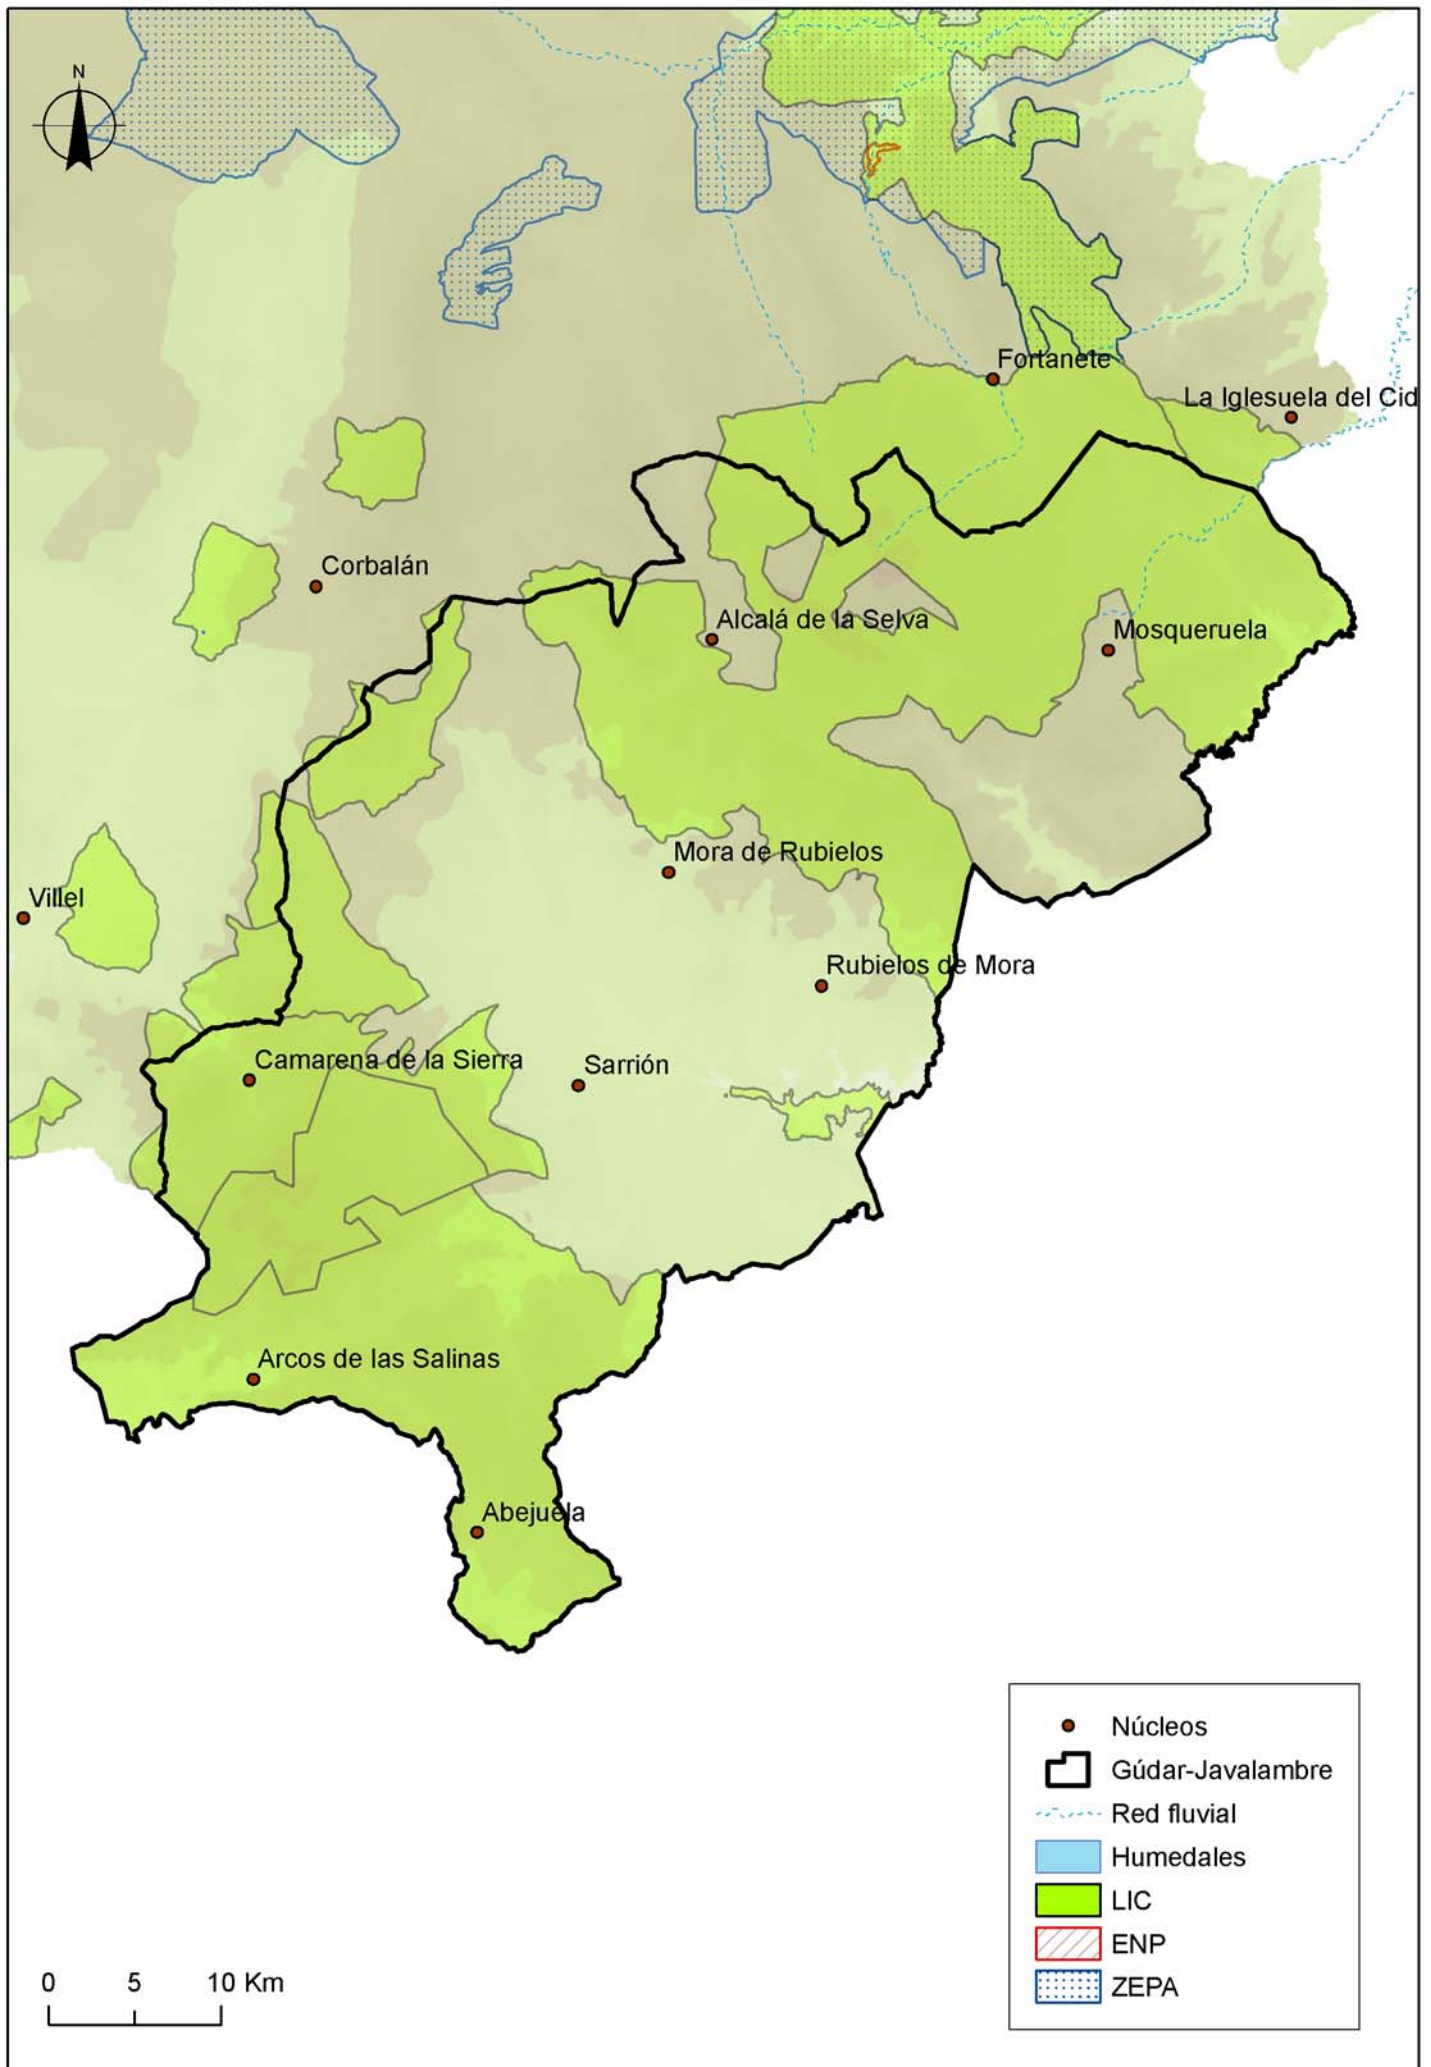 N
Fortanete
La Iglesuela del Cid
Corbalán
Alcalá de la Selva
Mosqueruela
Mora de Rubielos
Villel
Rubielos de Mora
Camarena de la Sierra
Sarrión
Arcos de las Salinas
Abejuela
Núcleos
Gúdar-Javalambre
Red fluvial
Humedales
LIC
ENP
ZEPA
0 5 10 Km